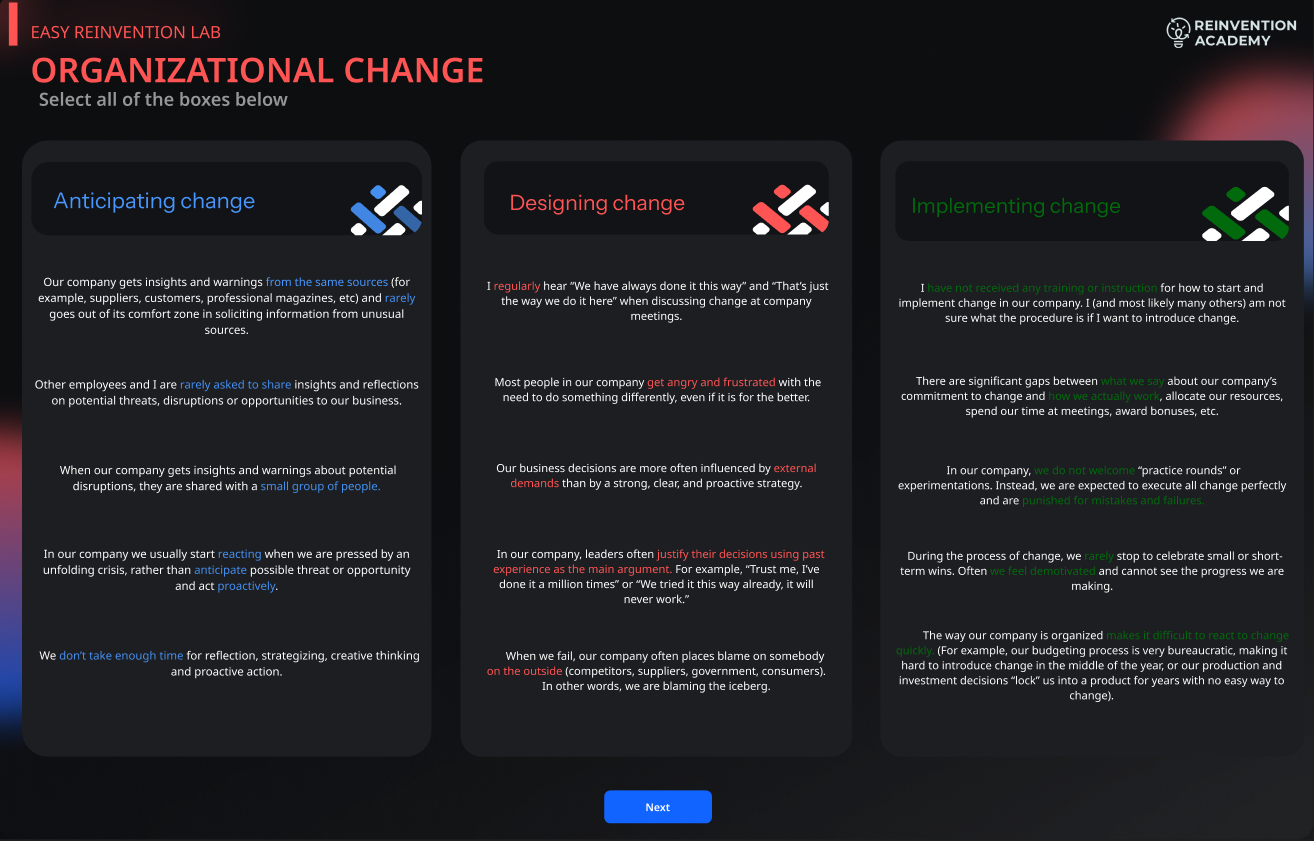 EASY REINVENTION LAB
REINVENTION
ACADEMY
ORGANIZATIONAL CHANGE
Select all of the boxes below
Anticipating change
Our company gets insights and warnings from the same sources (for
example, suppliers, customers, professional magazines, etc) and rarely
goes out of its comfort zone in soliciting information from unusual
sources.
Other employees and I are rarely asked to share insights and reflections
on potential threats, disruptions or opportunities to our business.
When our company gets insights and warnings about potential
disruptions, they are shared with a small group of people.
In our company we usually start reacting when we are pressed by an
unfolding crisis, rather than anticipate possible threat or opportunity
and act proactively.
We don’t take enough time for reflection, strategizing, creative thinking
and proactive action.
Designing change
I regularly hear “We have always done it this way” and “That’s just
the way we do it here” when discussing change at company
meetings.
Most people in our company get angry and frustrated with the
need to do something differently, even if it is for the better.
Our business decisions are more often influenced by external
demands than by a strong, clear, and proactive strategy.
In our company, leaders often justify their decisions using past
experience as the main argument. For example, “Trust me, I’ve
done it a million times” or “We tried it this way already, it will
never work.”
When we fail, our company often places blame on somebody
on the outside (competitors, suppliers, government, consumers).
In other words, we are blaming the iceberg.
Implementing change
I have not received any training or instruction for how to start and
implement change in our company. I (and most likely many others) am not
sure what the procedure is if I want to introduce change.
There are significant gaps between what we say about our company’s
commitment to change and how we actually work, allocate our resources,
spend our time at meetings, award bonuses, etc.
In our company, we do not welcome “practice rounds” or
experimentations. Instead, we are expected to execute all change perfectly
and are punished for mistakes and failures.
During the process of change, we rarely stop to celebrate small or short-
term wins. Often we feel demotivated and cannot see the progress we are
making.
The way our company is organized makes it difficult to react to change
quickly. (For example, our budgeting process is very bureaucratic, making it
hard to introduce change in the middle of the year, or our production and
investment decisions “lock” us into a product for years with no easy way to
change).
Next